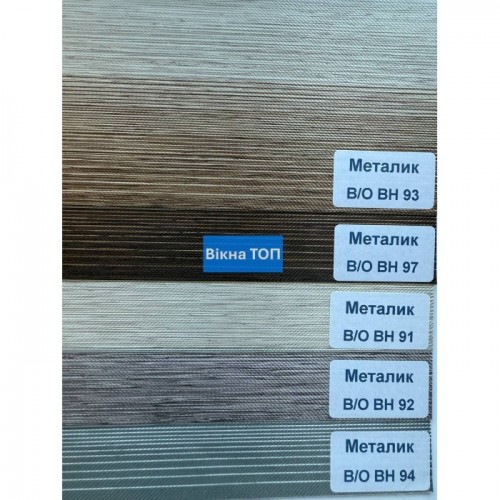 Металик
В/О ВН 93
Металик
В/О ВН 97
Вікна ТОП
Металик
В/О ВН 91
Металик
В/О ВН 92
Металик
В/О ВН 94